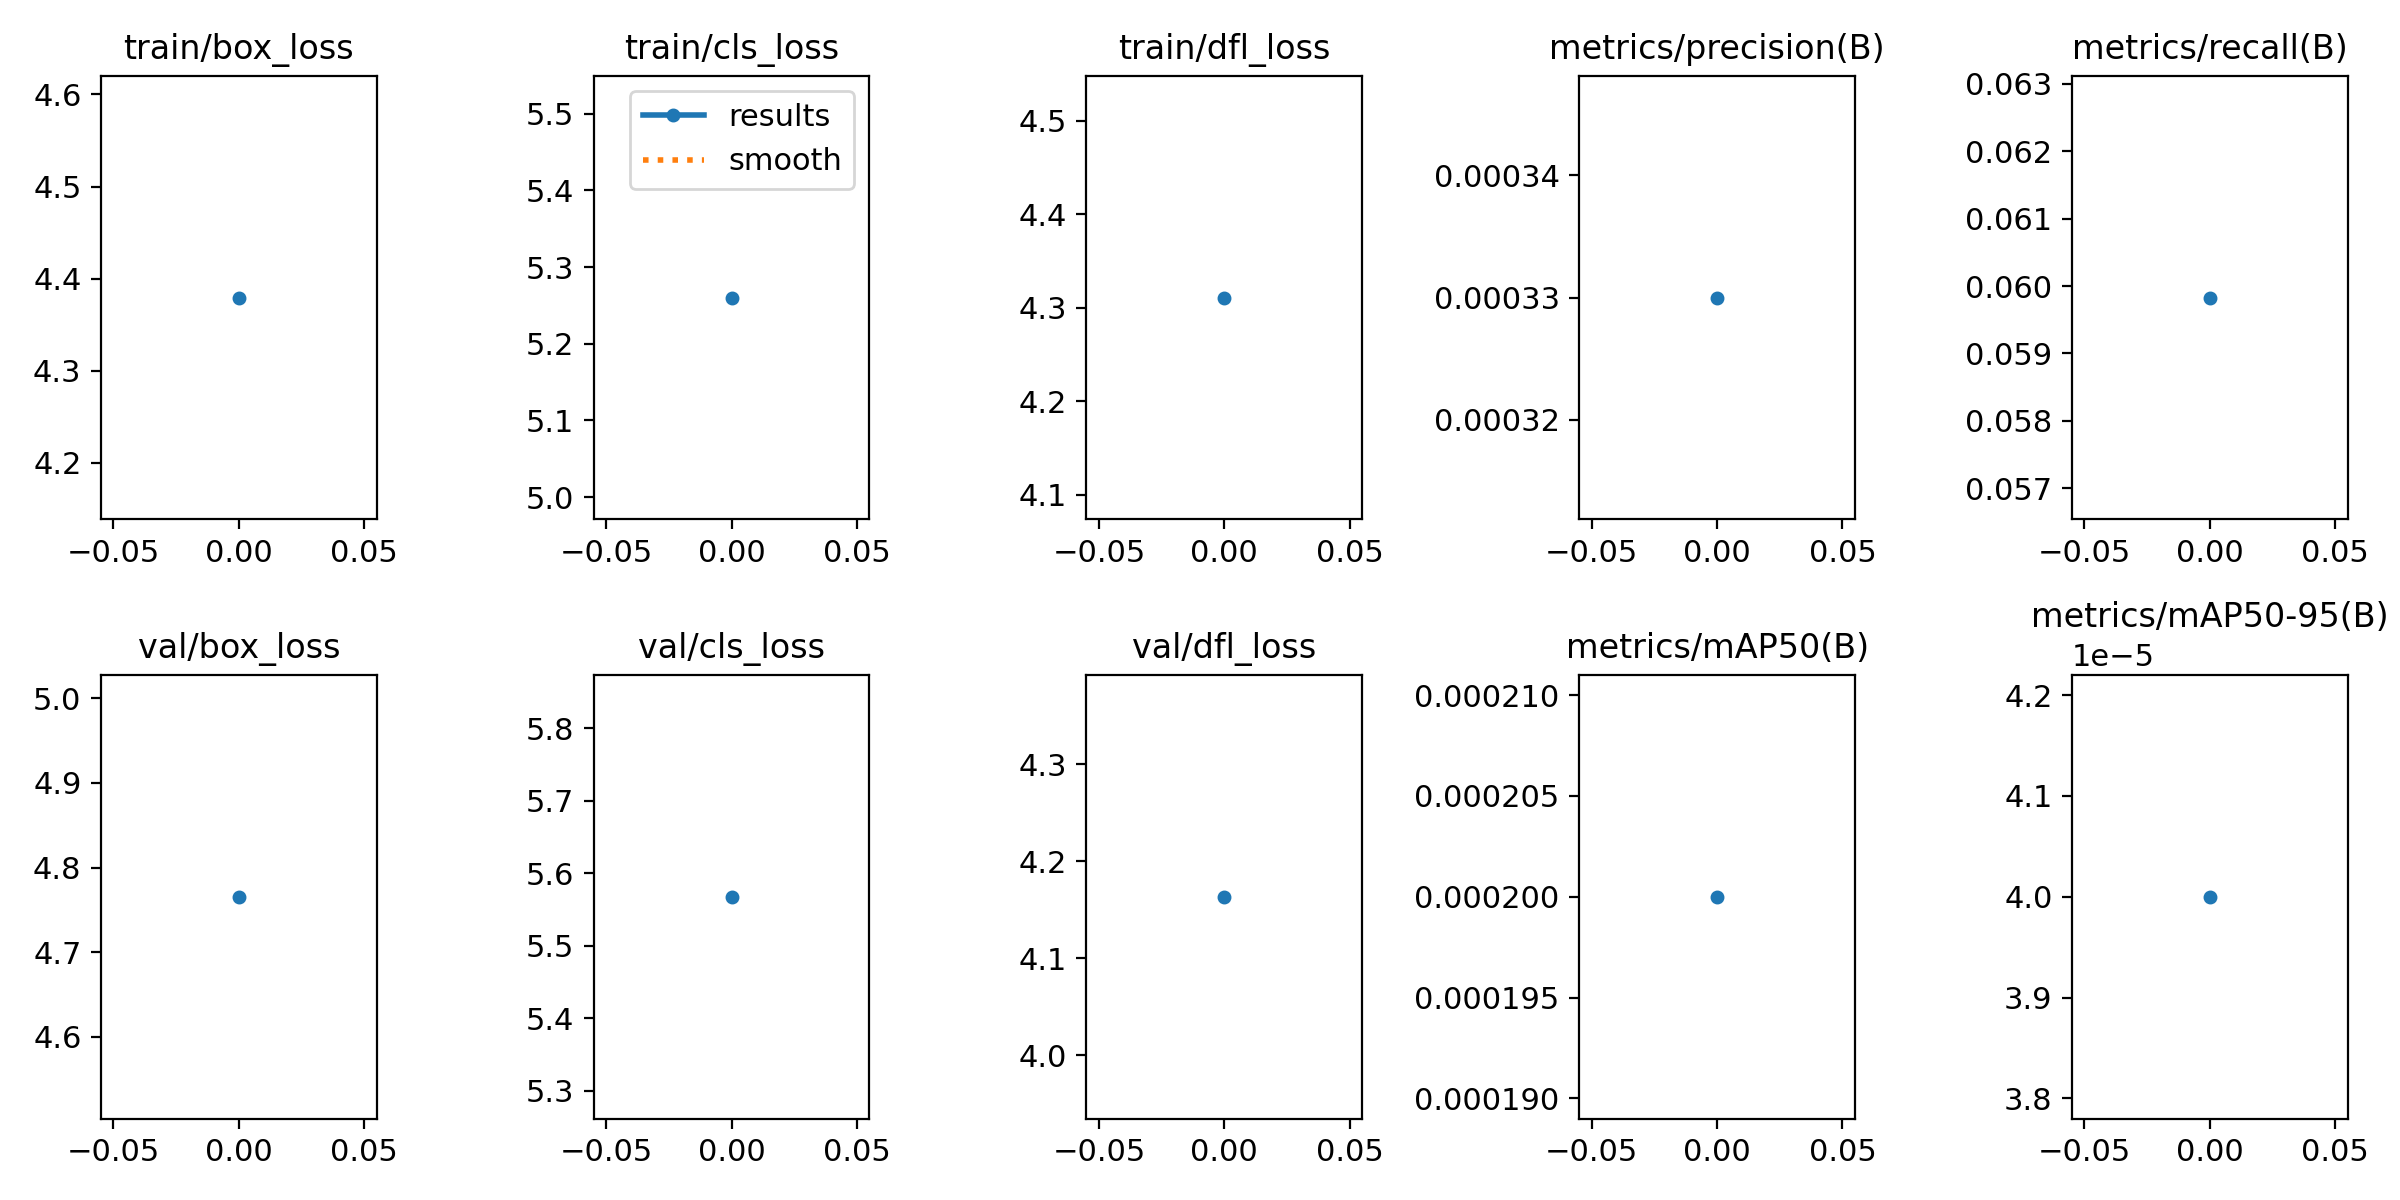 train/box_loss
4.6
4.5
4.4
4.3
4.2
−0.05 0.00 0.05
train/cls_loss
results
smooth
5.5
5.4
5.3
5.2
5.1
5.0
−0.05 0.00 0.05
train/dfl_loss
4.5
4.4
4.3
4.2
4.1
−0.05 0.00 0.05
metrics/precision(B)
0.00034
0.00033
0.00032
−0.05 0.00 0.05
metrics/recall(B)
0.063
0.062
0.061
0.060
0.059
0.058
0.057
−0.05 0.00 0.05
val/box_loss
5.0
4.9
4.8
4.7
4.6
−0.05 0.00 0.05
val/cls_loss
5.8
5.7
5.6
5.5
5.4
5.3
−0.05 0.00 0.05
val/dfl_loss
4.3
4.2
4.1
4.0
−0.05 0.00 0.05
metrics/mAP50(B)
0.000210
0.000205
0.000200
0.000195
0.000190
−0.05 0.00 0.05
metrics/mAP50-95(B)
1e−5
4.2
4.1
4.0
3.9
3.8
−0.05 0.00 0.05